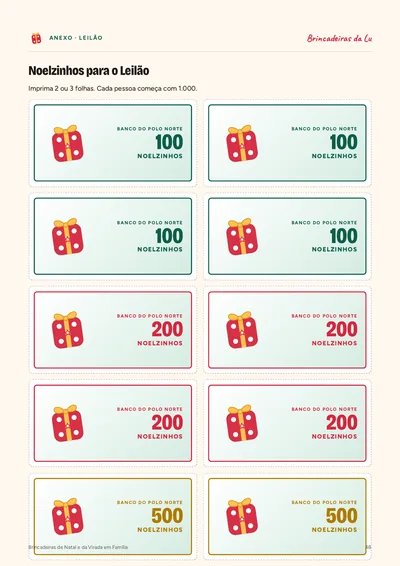 ANEXO · LEILÃO
Brincadeiras da Lu
Noelzinhos para o Leilão
Imprima 2 ou 3 folhas. Cada pessoa começa com 1.000.
BANCO DO POLO NORTE
100
NOELZINHOS
BANCO DO POLO NORTE
100
NOELZINHOS
BANCO DO POLO NORTE
100
NOELZINHOS
BANCO DO POLO NORTE
100
NOELZINHOS
BANCO DO POLO NORTE
200
NOELZINHOS
BANCO DO POLO NORTE
200
NOELZINHOS
BANCO DO POLO NORTE
200
NOELZINHOS
BANCO DO POLO NORTE
200
NOELZINHOS
BANCO DO POLO NORTE
500
NOELZINHOS
BANCO DO POLO NORTE
500
NOELZINHOS
Brincadeiras de Natal e da Virada em Família